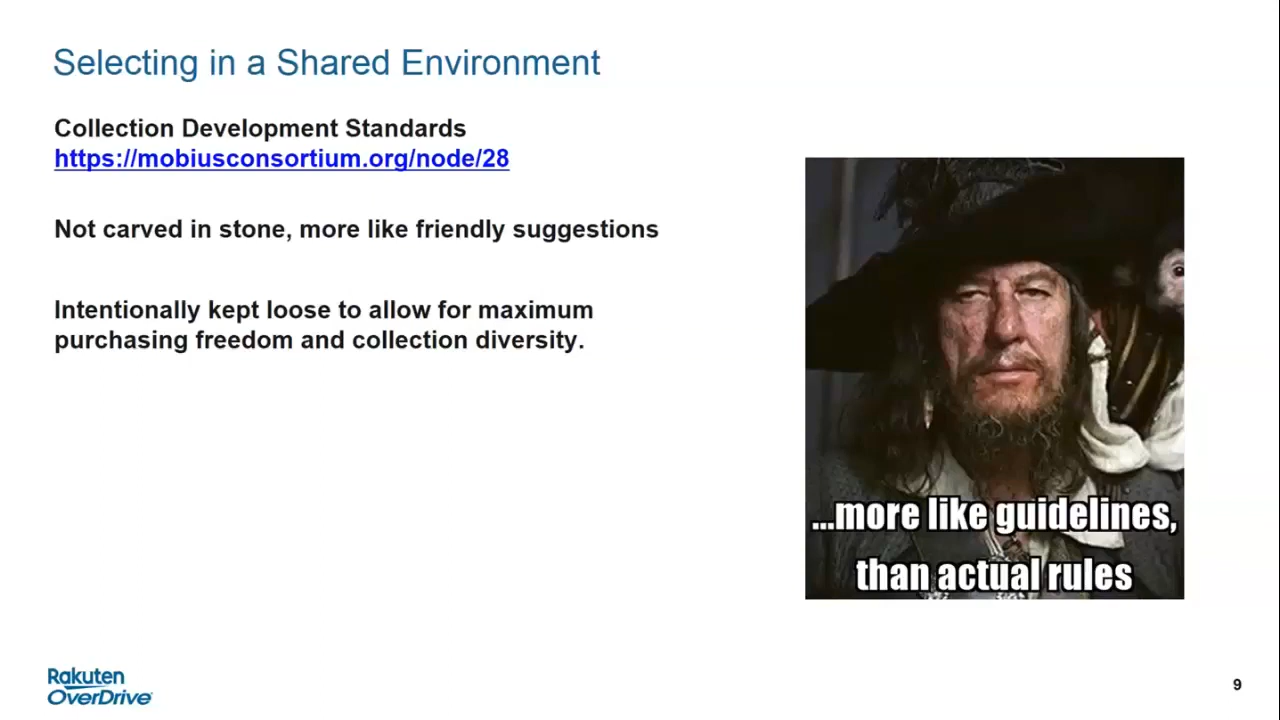 Selecting in a Shared Environment
Collection Development Standards
https://mobiusconsortium.org/node/28
Not carved in stone, more like friendly suggestions
Intentionally kept loose to allow for maximum
purchasing freedom and collection diversity.
...more like guidelines,
than actual rules
Rakuten
OverDrive
9